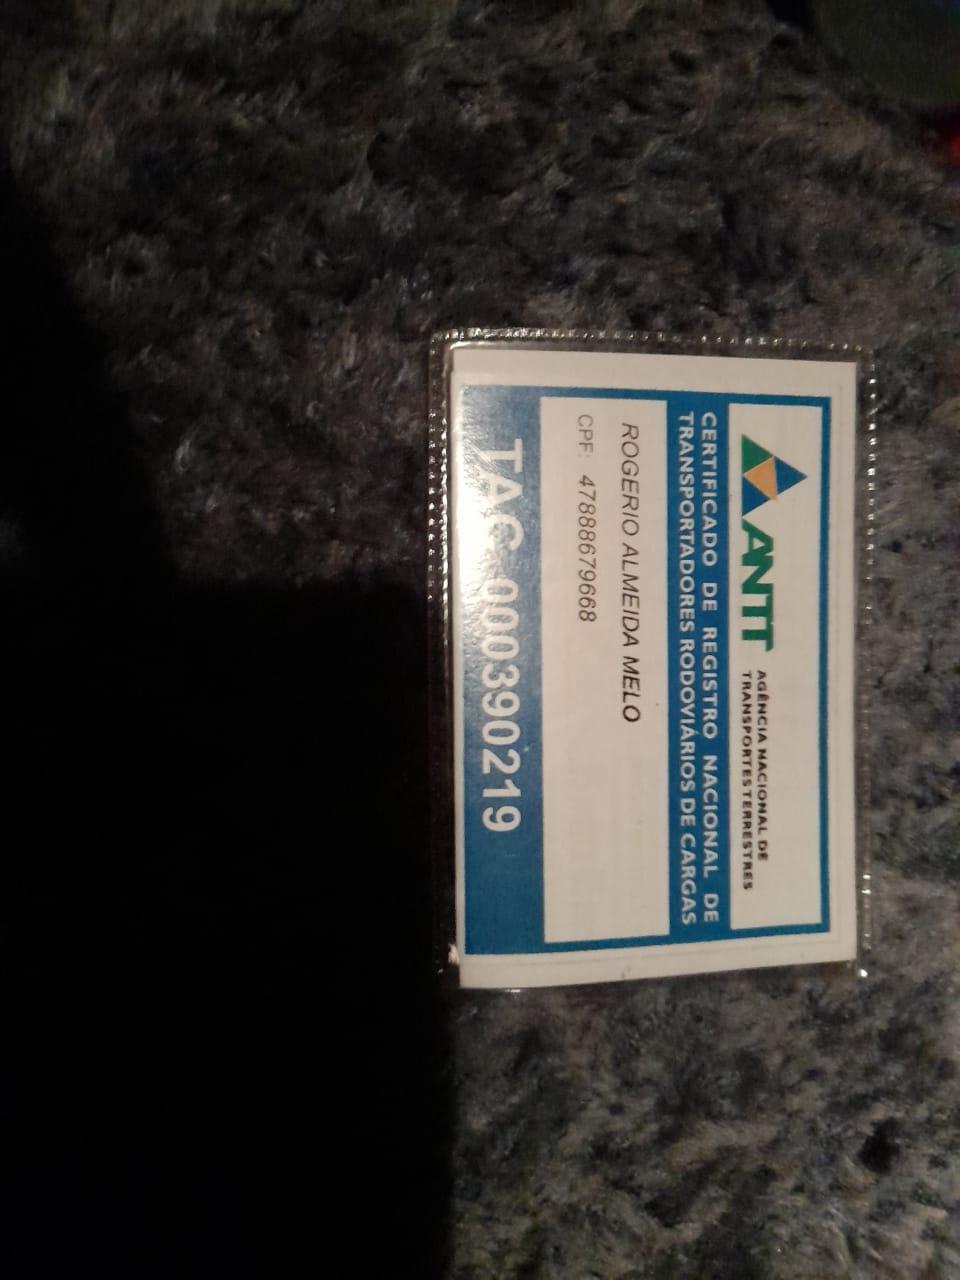 ANTT
AGÊNCIA NACIONAL DE
TRANSPORTES TERRESTRES
CERTIFICADO DE REGISTRO NACIONAL DE
TRANSPORTADORES RODOVIÁRIOS DE CARGAS
ROGERIO ALMEIDA MELO
CPF: 47888679668
TAC 000390219